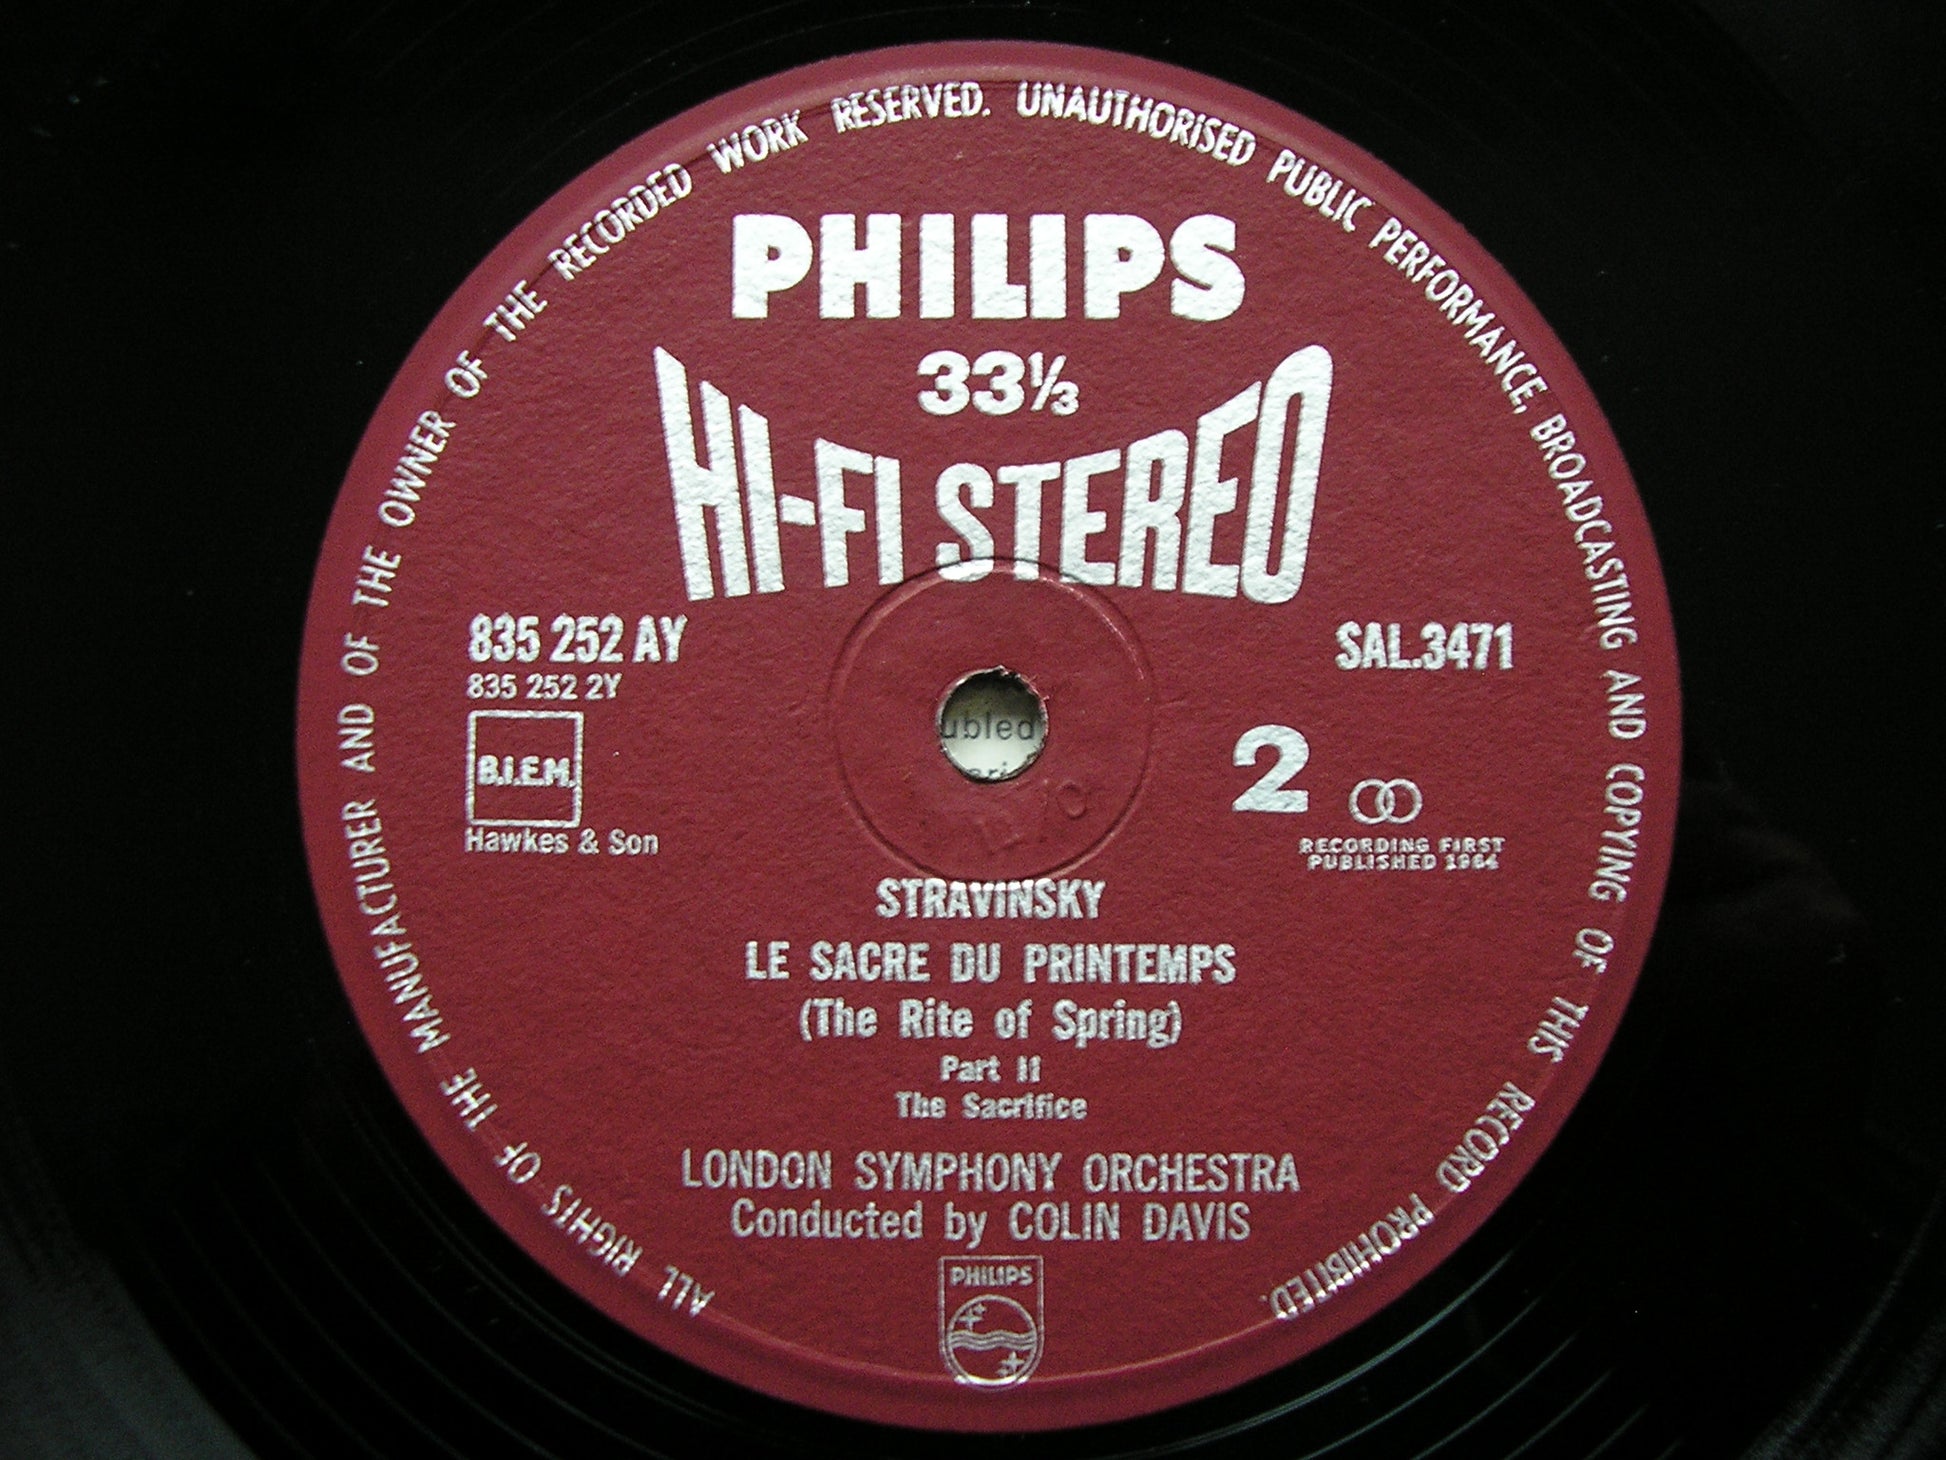 ALL RIGHTS OF THE MANUFACTURER AND OF THE OWNER OF THE RECORDED WORK RESERVED. UNAUTHORISED PUBLIC PERFORMANCE, BROADCASTING AND COPYING OF THIS RECORD PROHIBITED.
PHILIPS
33⅓
HI-FI STEREO
835 252 AY
SAL.3471
835 252 2Y
B.I.E.M.
Hawkes & Son
ubled
2
RECORDING FIRST
PUBLISHED 1964
STRAVINSKY
LE SACRE DU PRINTEMPS
(The Rite of Spring)
Part II
The Sacrifice
LONDON SYMPHONY ORCHESTRA
Conducted by COLIN DAVIS
PHILIPS